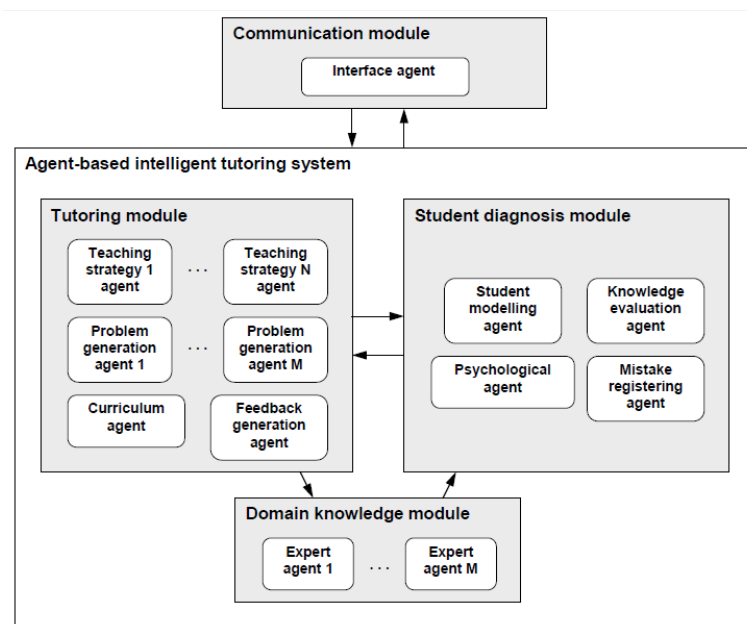 Communication module
Interface agent
Agent-based intelligent tutoring system
Tutoring module
Teaching
strategy 1
agent
. . .
Teaching
strategy N
agent
Problem
generation
agent 1
. . .
Problem
generation
agent M
Curriculum
agent
Feedback
generation
agent
Student diagnosis module
Student
modelling
agent
Knowledge
evaluation
agent
Psychological
agent
Mistake
registering
agent
Domain knowledge module
Expert
agent 1
. . .
Expert
agent M